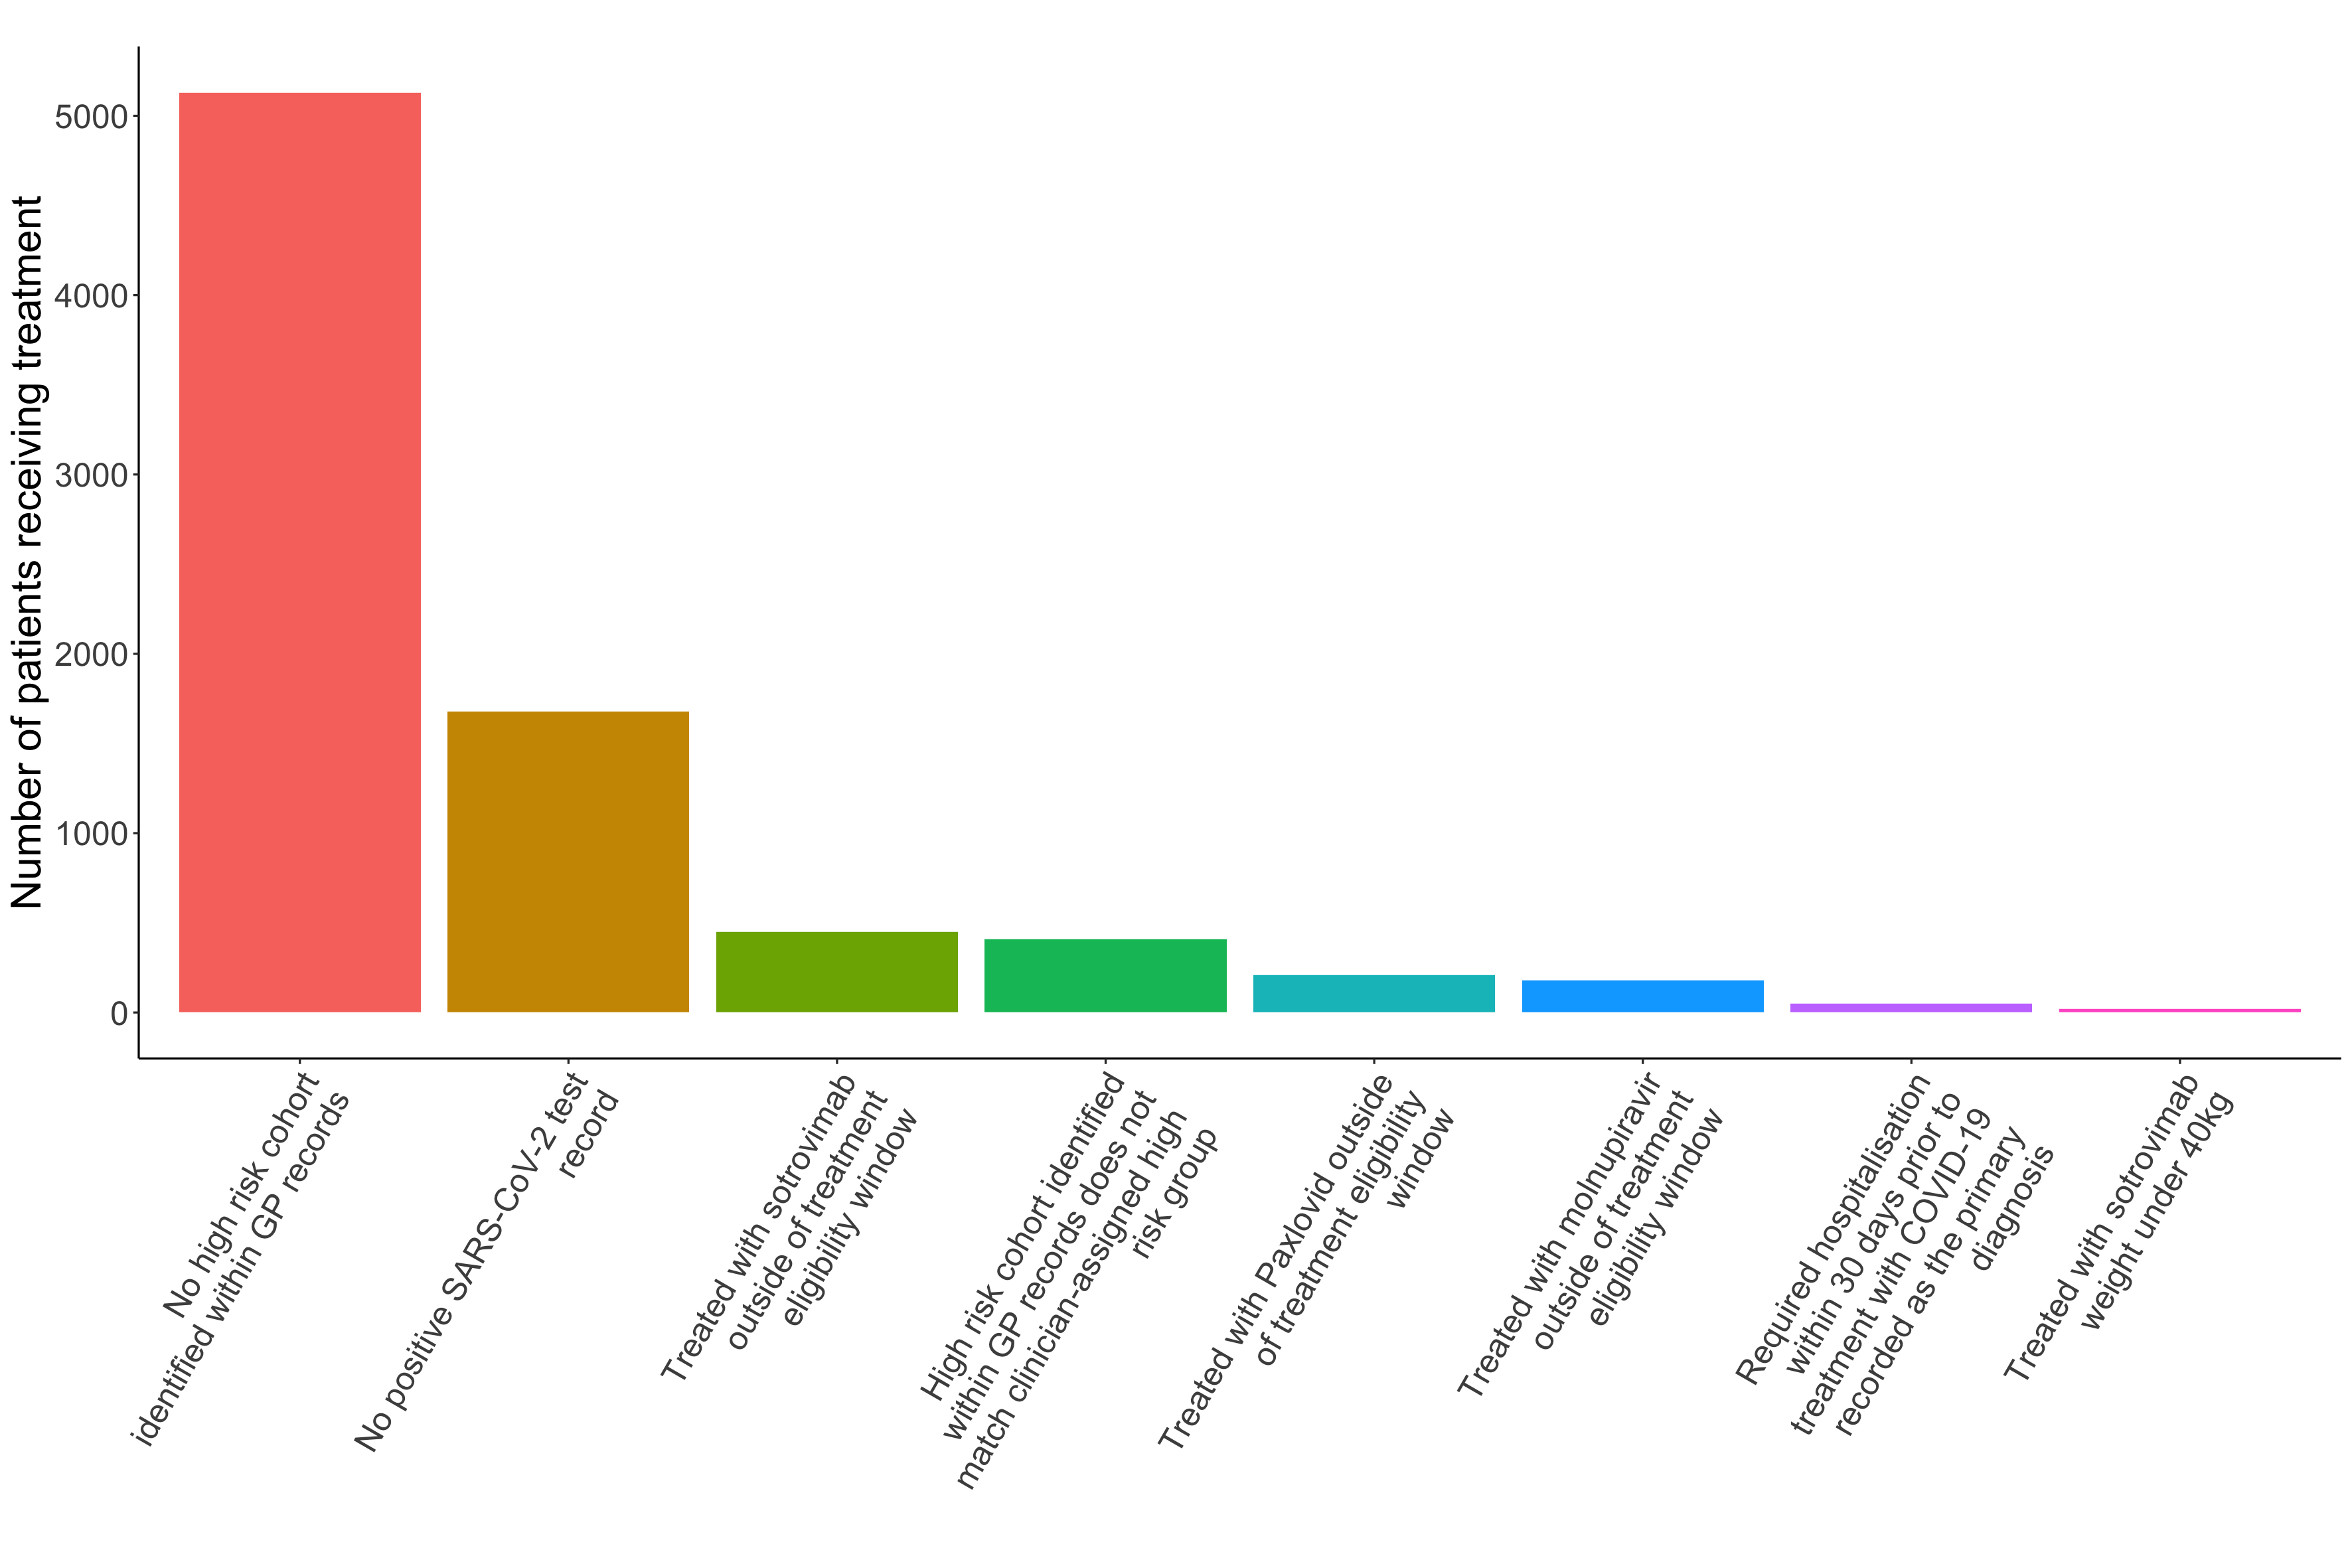 Number of patients receiving treatment
5000
4000
3000
2000
1000
0
No high risk cohort
identified within GP records
No positive SARS-CoV-2 test
record
Treated with sotrovimab
outside of treatment
eligibility window
High risk cohort identified
within GP records does not
match clinician-assigned high
risk group
Treated with Paxlovid outside
of treatment eligibility
window
Treated with molnupiravir
outside of treatment
eligibility window
Required hospitalisation
within 30 days prior to
treatment with COVID-19
recorded as the primary
diagnosis
Treated with sotrovimab
weight under 40kg